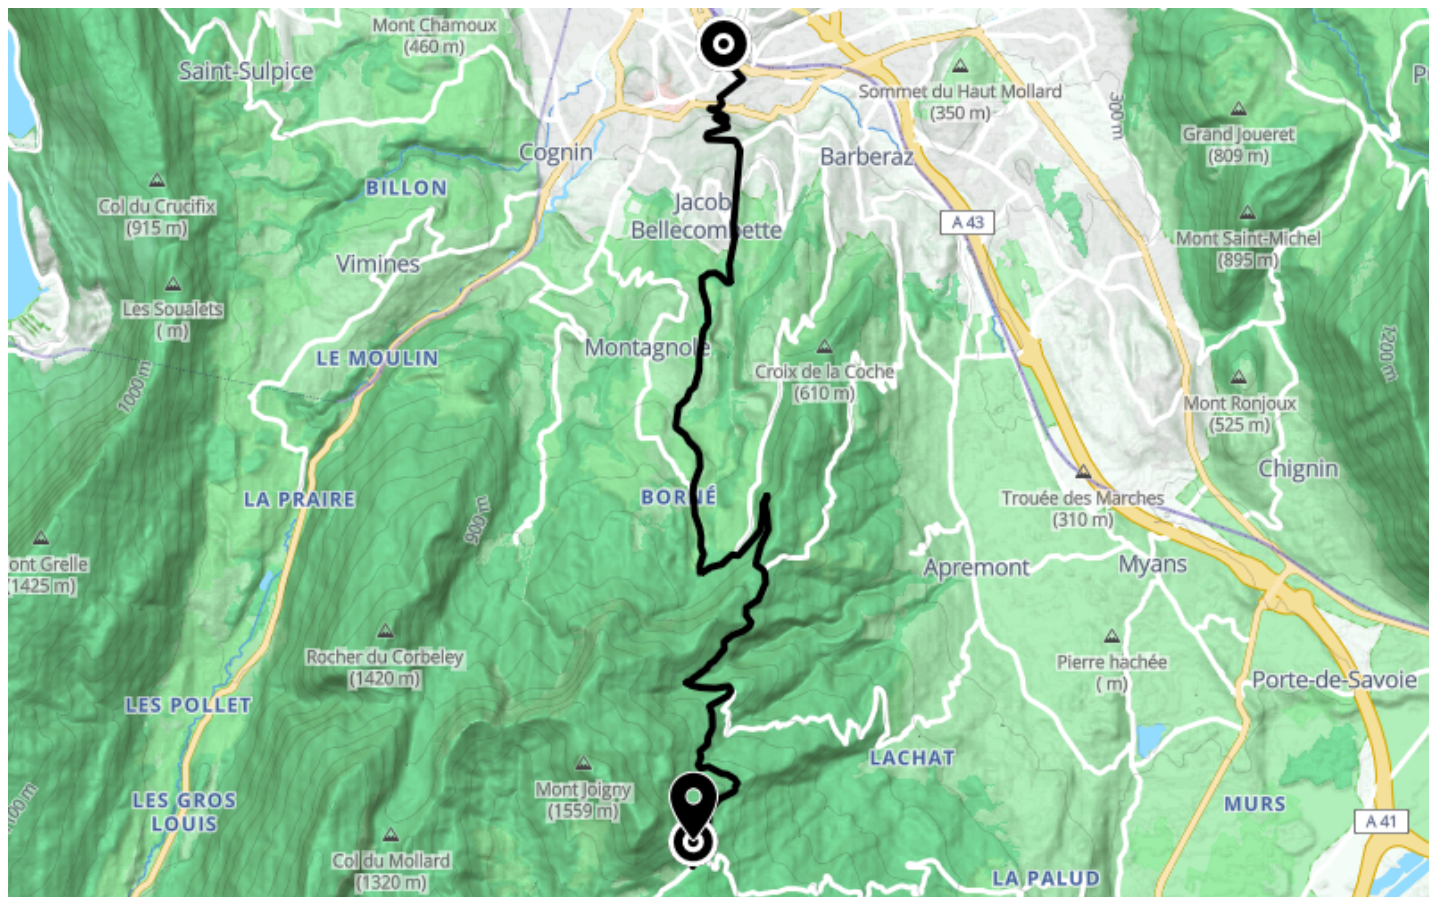 Mont Chamoux
(460 m)
Saint-Sulpice
Sommet du Haut Mollard
(350 m)
300 m
Grand Joueret
(809 m)
Cognin
Barberaz
BILLON
Col du Crucifix
(915 m)
Jacob
Bellecombette
A 43
Mont Saint-Michel
(895 m)
Vimines
Les Soualets
( m)
LE MOULIN
Montagnole
Croix de la Coche
(610 m)
1200 m
1000 m
Mont Ronjoux
(525 m)
Chignin
LA PRAIRE
BORNÉ
Trouée des Marches
(310 m)
900 m
ont Grelle
(1425 m)
Apremont
Myans
Rocher du Corbeley
(1420 m)
Pierre hachée
( m)
Porte-de-Savoie
LES POLLET
LACHAT
Mont Joigny
(1559 m)
LES GROS
LOUIS
MURS
A 41
Col du Mollard
(1320 m)
LA PALUD